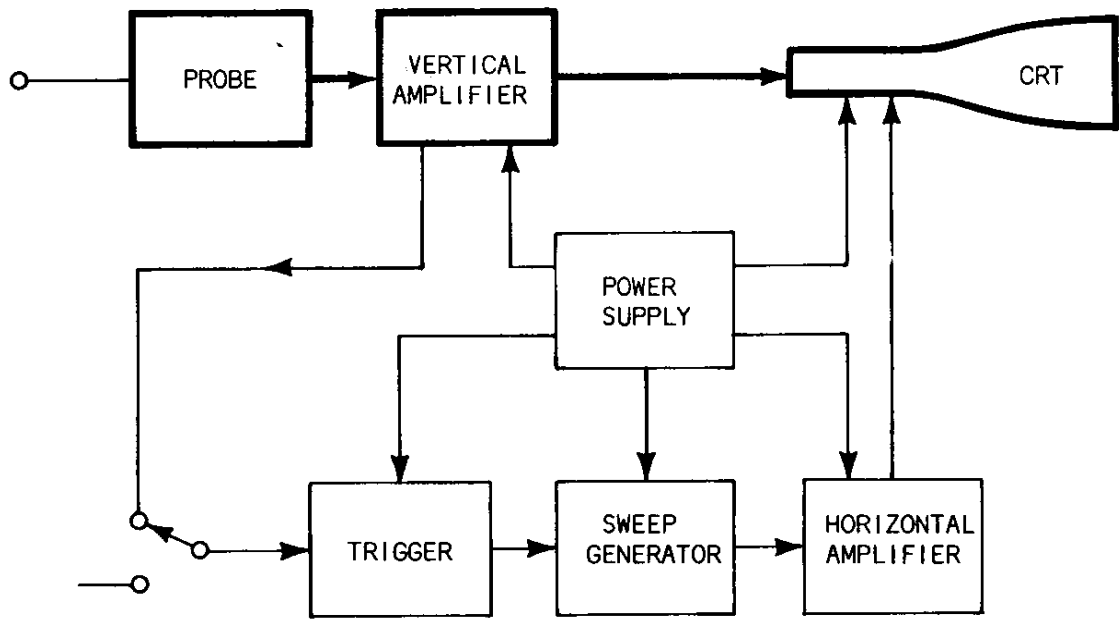 PROBE
VERTICAL
AMPLIFIER
CRT
POWER
SUPPLY
TRIGGER
SWEEP
GENERATOR
HORIZONTAL
AMPLIFIER